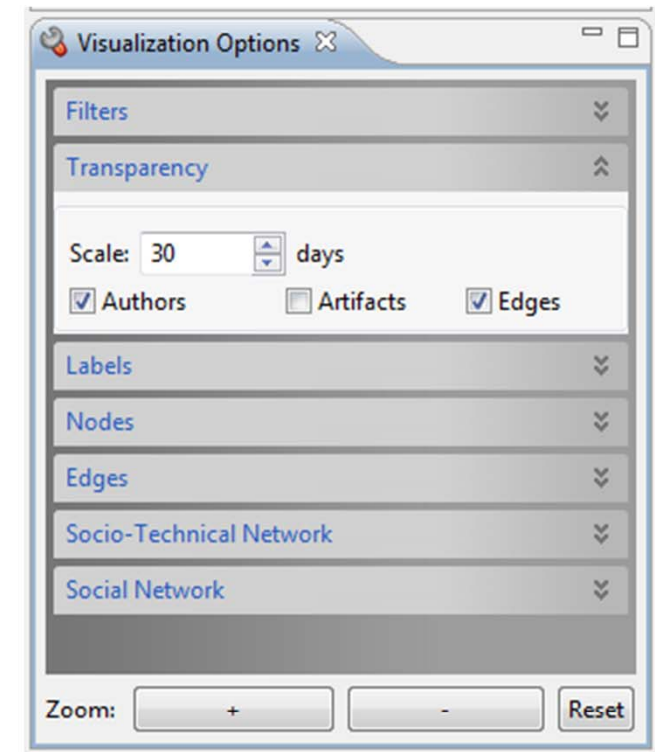 Visualization Options
Filters
Transparency
Scale: 30 days
Authors Artifacts Edges
Labels
Nodes
Edges
Socio-Technical Network
Social Network
Zoom: + - Reset